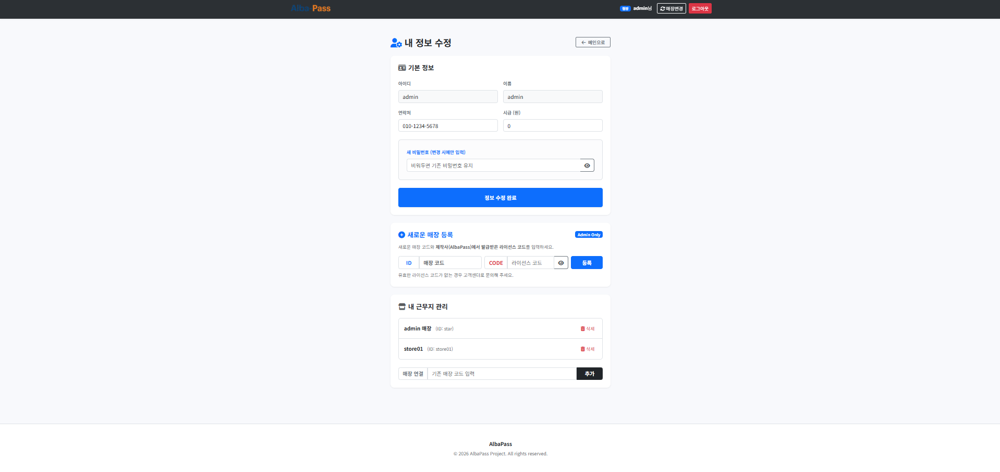 Alba-Pass
점장 admin님 매장변경 로그아웃
내 정보 수정
← 메인으로
기본 정보
아이디 이름
admin admin
연락처 시급 (원)
010-1234-5678 0
새 비밀번호 (변경 시에만 입력)
비워두면 기존 비밀번호 유지
정보 수정 완료
새로운 매장 등록 Admin Only
새로운 매장 코드와 제작사(AlbaPass)에서 발급받은 라이선스 코드를 입력하세요.
ID 매장 코드 CODE 라이선스 코드 등록
유효한 라이선스 코드가 없는 경우 고객센터로 문의해 주세요.
내 근무지 관리
admin 매장 (ID: star) 삭제
store01 (ID: store01) 삭제
매장 연결 기존 매장 코드 입력 추가
AlbaPass
© 2026 AlbaPass Project. All rights reserved.